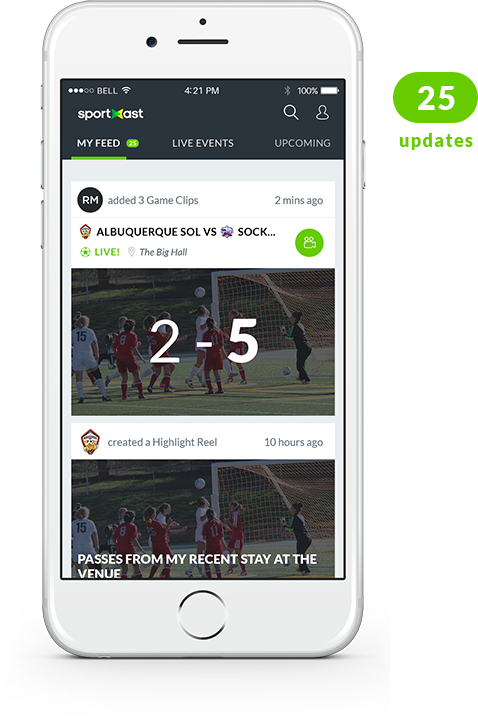 BELL 4:21 PM 100%
sportXast
MY FEED 25 LIVE EVENTS UPCOMING
RM added 3 Game Clips 2 mins ago
ALBUQUERQUE SOL VS SOCK...
LIVE! The Big Hall
2 - 5
created a Highlight Reel 10 hours ago
PASSES FROM MY RECENT STAY AT THE
VENUE
25
updates